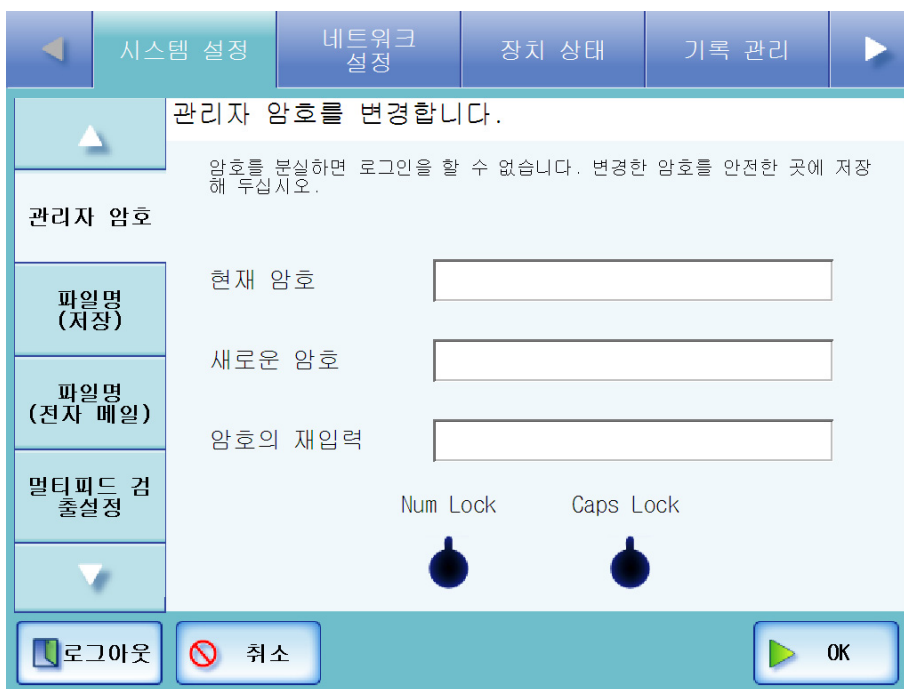 시스템 설정
네트워크
설정
장치 상태
기록 관리
관리자 암호를 변경합니다.
암호를 분실하면 로그인을 할 수 없습니다. 변경한 암호를 안전한 곳에 저장
해 두십시오.
관리자 암호
파일명
(저장)
파일명
(전자 메일)
멀티피드 검
출설정
현재 암호
새로운 암호
암호의 재입력
Num Lock
Caps Lock
로그아웃
취소
OK